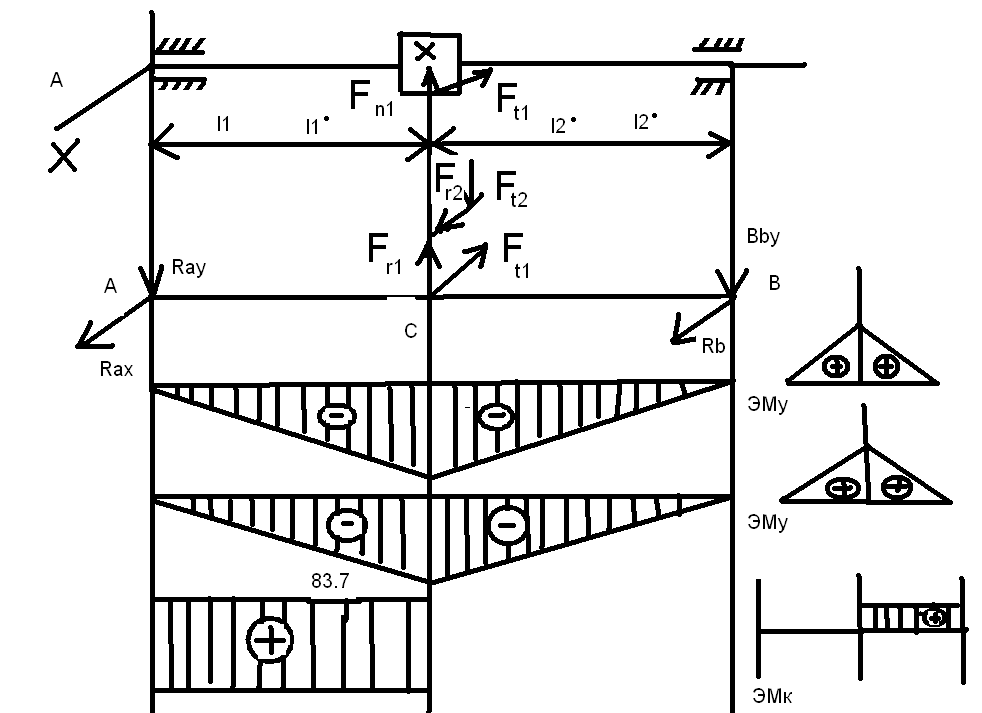 X
A
F n1
F t1
X
l1
l1•
l2•
l2•
F r2
F t2
F r1
F t1
Bby
Ray
A
B
C
Rax
Rb
ЭМу
ЭМу
83.7
ЭМк